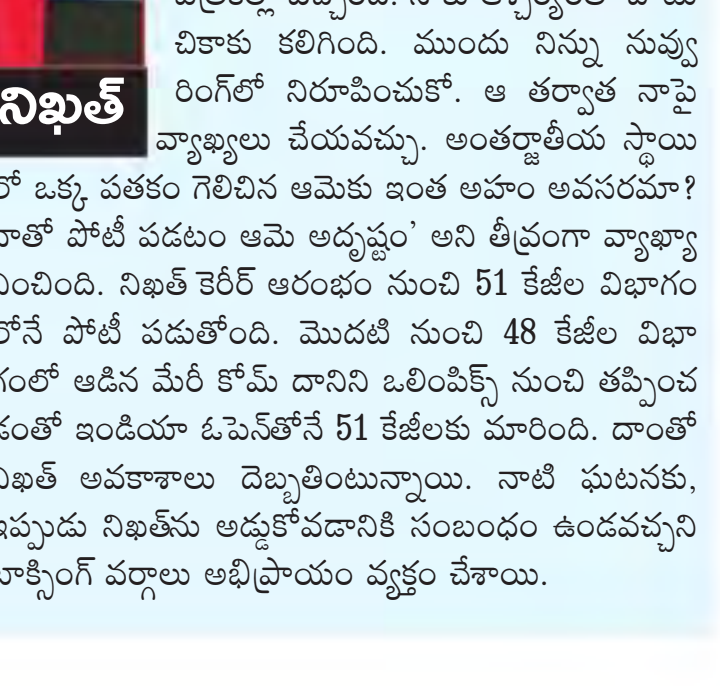 చికాకు కలిగింది. ముందు నిన్ను నువ్వు
నిఖత్
రింగ్‌లో నిరూపించుకో. ఆ తర్వాత నాపై
వ్యాఖ్యలు చేయవచ్చు. అంతర్జాతీయ స్థాయి
లో ఒక్క పతకం గెలిచిన ఆమెకు ఇంత అహం అవసరమా?
నాతో పోటీ పడటం ఆమె అదృష్టం' అని తీవ్రంగా వ్యాఖ్యా
నించింది. నిఖత్ కెరీర్ ఆరంభం నుంచి 51 కేజీల విభాగం
లోనే పోటీ పడుతోంది. మొదటి నుంచి 48 కేజీల విభా
గంలో ఆడిన మేరీ కోమ్ దానిని ఒలింపిక్స్ నుంచి తప్పించ
డంతో ఇండియా ఓపెన్‌తోనే 51 కేజీలకు మారింది. దాంతో
నిఖత్ అవకాశాలు దెబ్బతింటున్నాయి. నాటి ఘటనకు,
ఇప్పుడు నిఖత్‌ను అడ్డుకోవడానికి సంబంధం ఉండవచ్చని
బాక్సింగ్ వర్గాలు అభిప్రాయం వ్యక్తం చేశాయి.